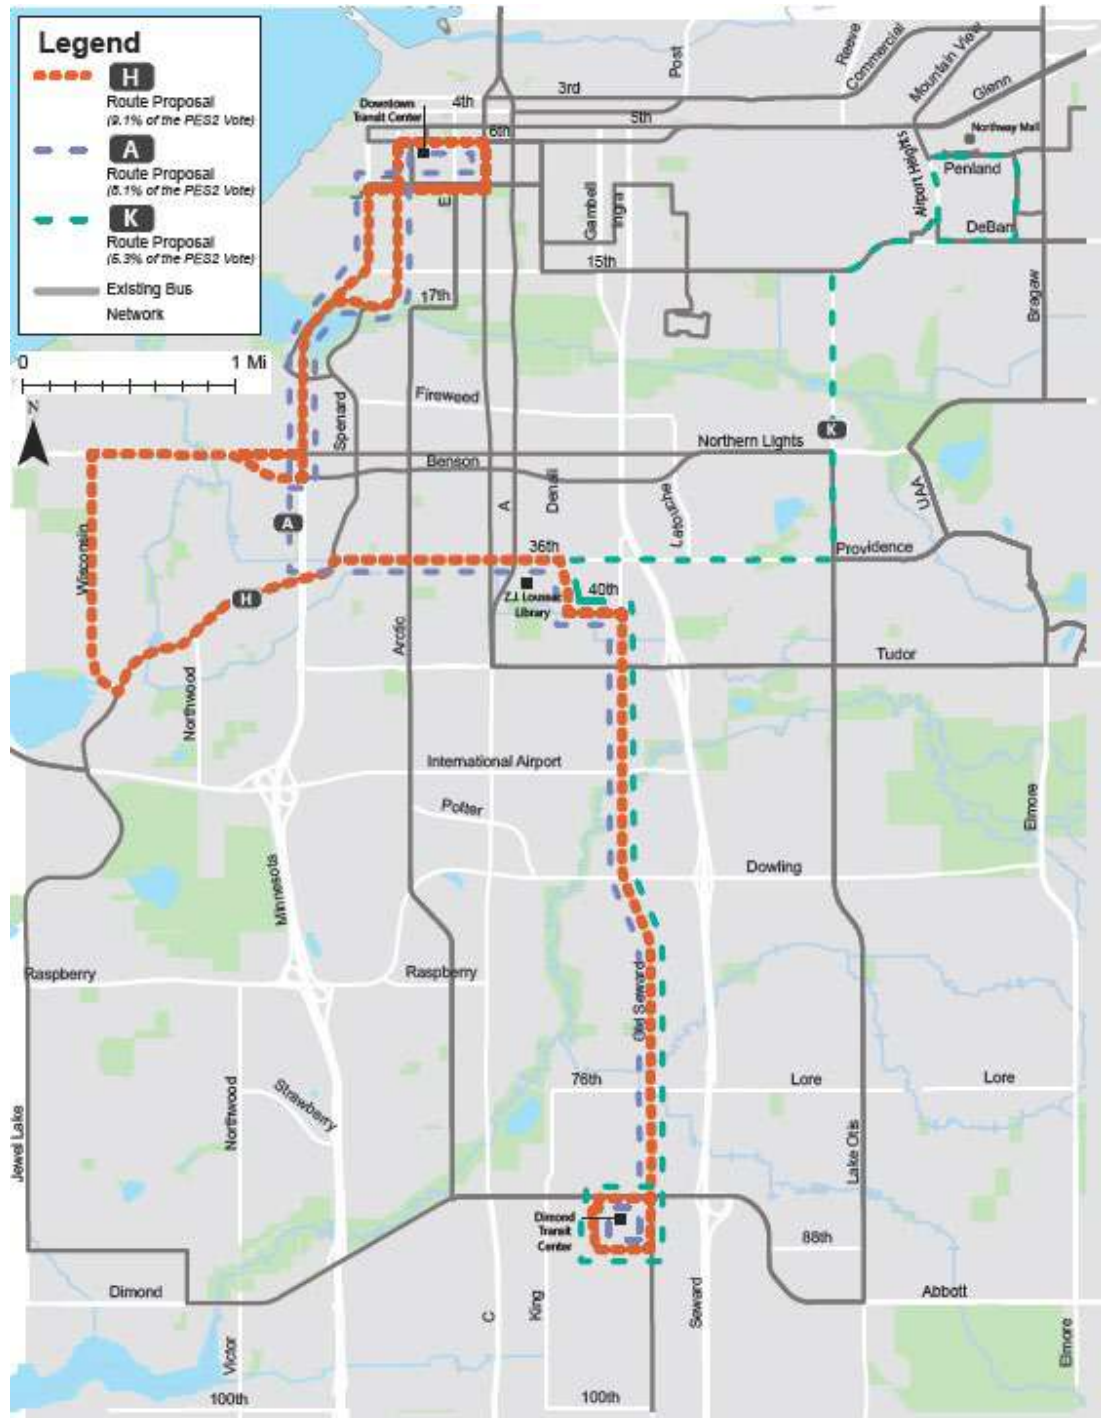 Legend
H
Route Proposal
(9.1% of the PES2 Vote)
A
Route Proposal
(6.1% of the PES2 Vote)
K
Route Proposal
(5.3% of the PES2 Vote)
Existing Bus
Network
0 1 Mi
N
Downtown
Transit Center
3rd
4th
5th
6th
Post
Reeve
Commercial
Mountain View
Glenn
Northway Mall
Airport Heights
Penland
DeBarr
Bragaw
E
Gambell
Ingra
15th
17th
Spenard
Fireweed
K
Northern Lights
Benson
A
Denali
Latouche
UAA
A
Wisconsin
36th
Providence
Z.J. Loussac
Library
40th
H
Arctic
Northwood
Tudor
International Airport
Potter
Elmore
Dowling
Minnesota
Raspberry
Raspberry
Old Seward
76th
Lore
Lore
Northwood
Strawberry
Jewel Lake
Lake Otis
Dimond
Transit
Center
88th
Dimond
Abbott
C
King
Seward
Victor
Elmore
100th
100th